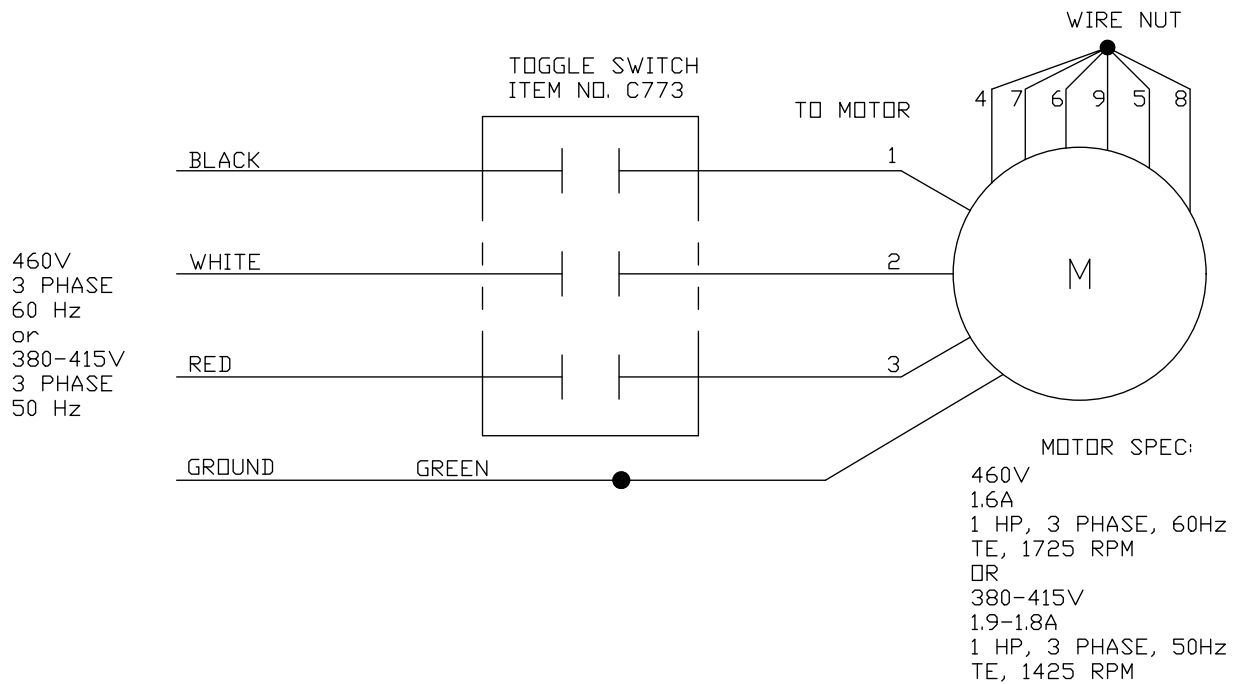 WIRE NUT
TOGGLE SWITCH
ITEM NO. C773
4 7 6 9 5 8
TO MOTOR
BLACK
1
460V
3 PHASE
60 Hz
or
380-415V
3 PHASE
50 Hz
WHITE
2
RED
3
M
GROUND
GREEN
MOTOR SPEC:
460V
1.6A
1 HP, 3 PHASE, 60Hz
TE, 1725 RPM
OR
380-415V
1.9-1.8A
1 HP, 3 PHASE, 50Hz
TE, 1425 RPM